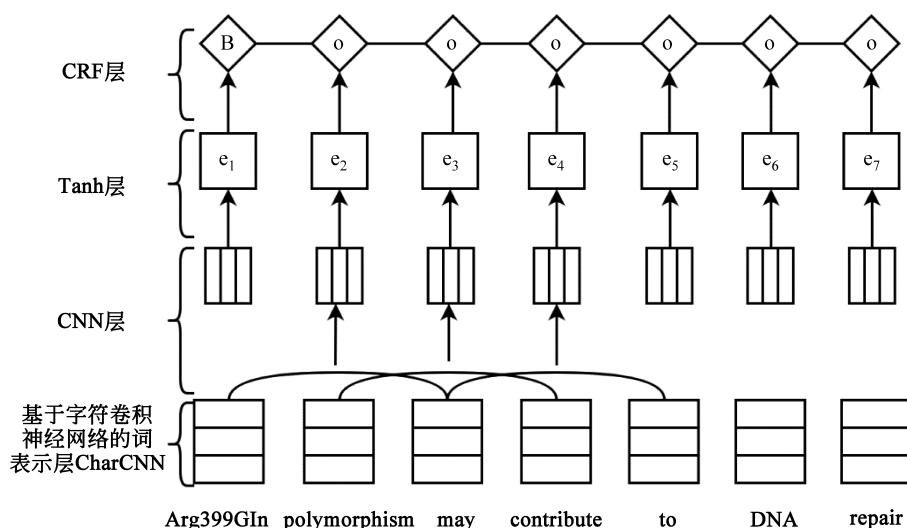 B o o o o o o
CRF层
e1 e2 e3 e4 e5 e6 e7
Tanh层
CNN层
基于字符卷积
神经网络的词
表示层CharCNN
Arg399GIn polymorphism may contribute to DNA repair